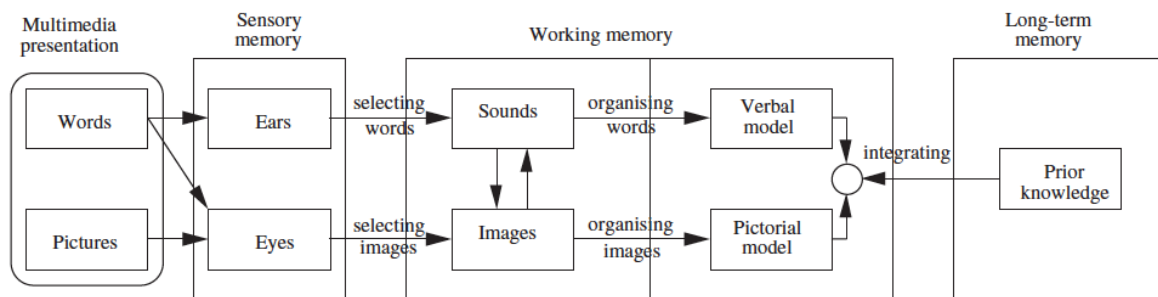 Multimedia
presentation
Sensory
memory
Working memory
Long-term
memory
Words
Ears
selecting
words
Sounds
organising
words
Verbal
model
integrating
Prior
knowledge
Pictures
Eyes
selecting
images
Images
organising
images
Pictorial
model